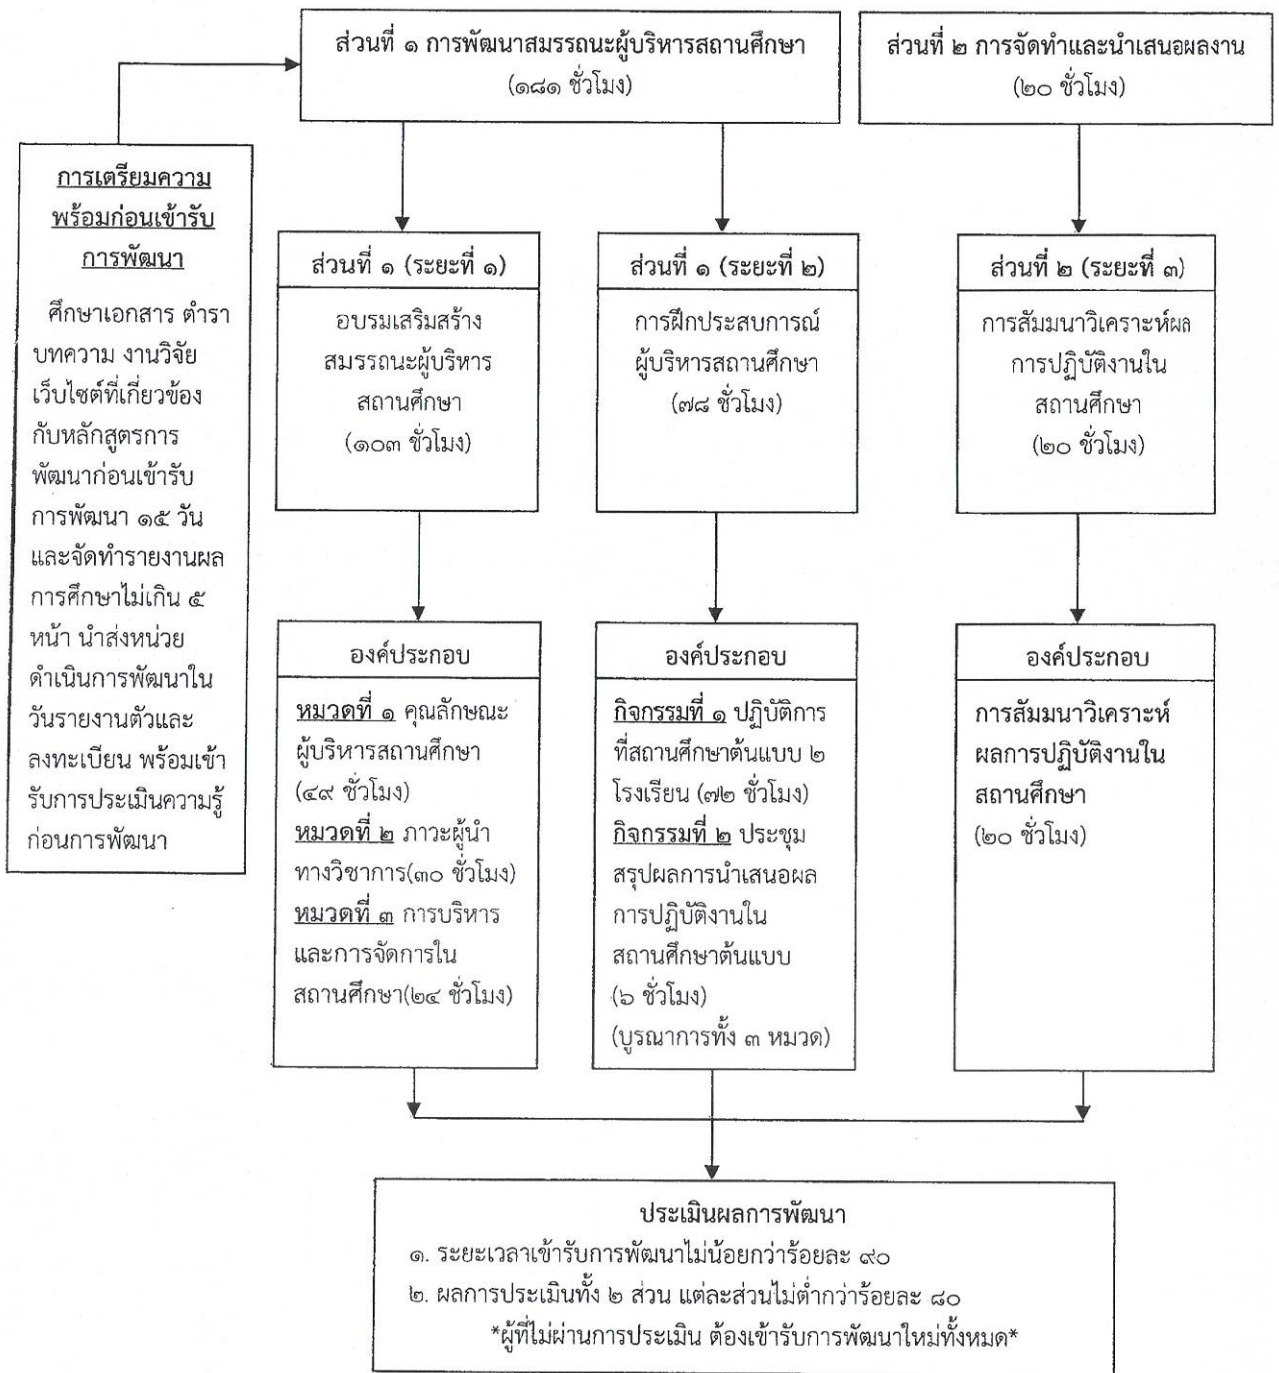 ส่วนที่ ๑ การพัฒนาสมรรถนะผู้บริหารสถานศึกษา
(๑๘๑ ชั่วโมง)
ส่วนที่ ๒ การจัดทำและนำเสนอผลงาน
(๒๐ ชั่วโมง)
การเตรียมความ
พร้อมก่อนเข้ารับ
การพัฒนา
ศึกษาเอกสาร ตำรา
บทความ งานวิจัย
เว็บไซต์ที่เกี่ยวข้อง
กับหลักสูตรการ
พัฒนาก่อนเข้ารับ
การพัฒนา ๑๕ วัน
และจัดทำรายงานผล
การศึกษาไม่เกิน ๕
หน้า นำส่งหน่วย
ดำเนินการพัฒนาใน
วันรายงานตัวและ
ลงทะเบียน พร้อมเข้า
รับการประเมินความรู้
ก่อนการพัฒนา
ส่วนที่ ๑ (ระยะที่ ๑)
อบรมเสริมสร้าง
สมรรถนะผู้บริหาร
สถานศึกษา
(๑๐๓ ชั่วโมง)
ส่วนที่ ๑ (ระยะที่ ๒)
การฝึกประสบการณ์
ผู้บริหารสถานศึกษา
(๗๘ ชั่วโมง)
ส่วนที่ ๒ (ระยะที่ ๓)
การสัมมนาวิเคราะห์ผล
การปฏิบัติงานใน
สถานศึกษา
(๒๐ ชั่วโมง)
องค์ประกอบ
หมวดที่ ๑ คุณลักษณะ
ผู้บริหารสถานศึกษา
(๔๙ ชั่วโมง)
หมวดที่ ๒ ภาวะผู้นำ
ทางวิชาการ(๓๐ ชั่วโมง)
หมวดที่ ๓ การบริหาร
และการจัดการใน
สถานศึกษา(๒๔ ชั่วโมง)
องค์ประกอบ
กิจกรรมที่ ๑ ปฏิบัติการ
ที่สถานศึกษาต้นแบบ ๒
โรงเรียน (๗๒ ชั่วโมง)
กิจกรรมที่ ๒ ประชุม
สรุปผลการนำเสนอผล
การปฏิบัติงานใน
สถานศึกษาต้นแบบ
(๖ ชั่วโมง)
(บูรณาการทั้ง ๓ หมวด)
องค์ประกอบ
การสัมมนาวิเคราะห์
ผลการปฏิบัติงานใน
สถานศึกษา
(๒๐ ชั่วโมง)
ประเมินผลการพัฒนา
๑. ระยะเวลาเข้ารับการพัฒนาไม่น้อยกว่าร้อยละ ๙๐
๒. ผลการประเมินทั้ง ๒ ส่วน แต่ละส่วนไม่ต่ำกว่าร้อยละ ๘๐
*ผู้ที่ไม่ผ่านการประเมิน ต้องเข้ารับการพัฒนาใหม่ทั้งหมด*